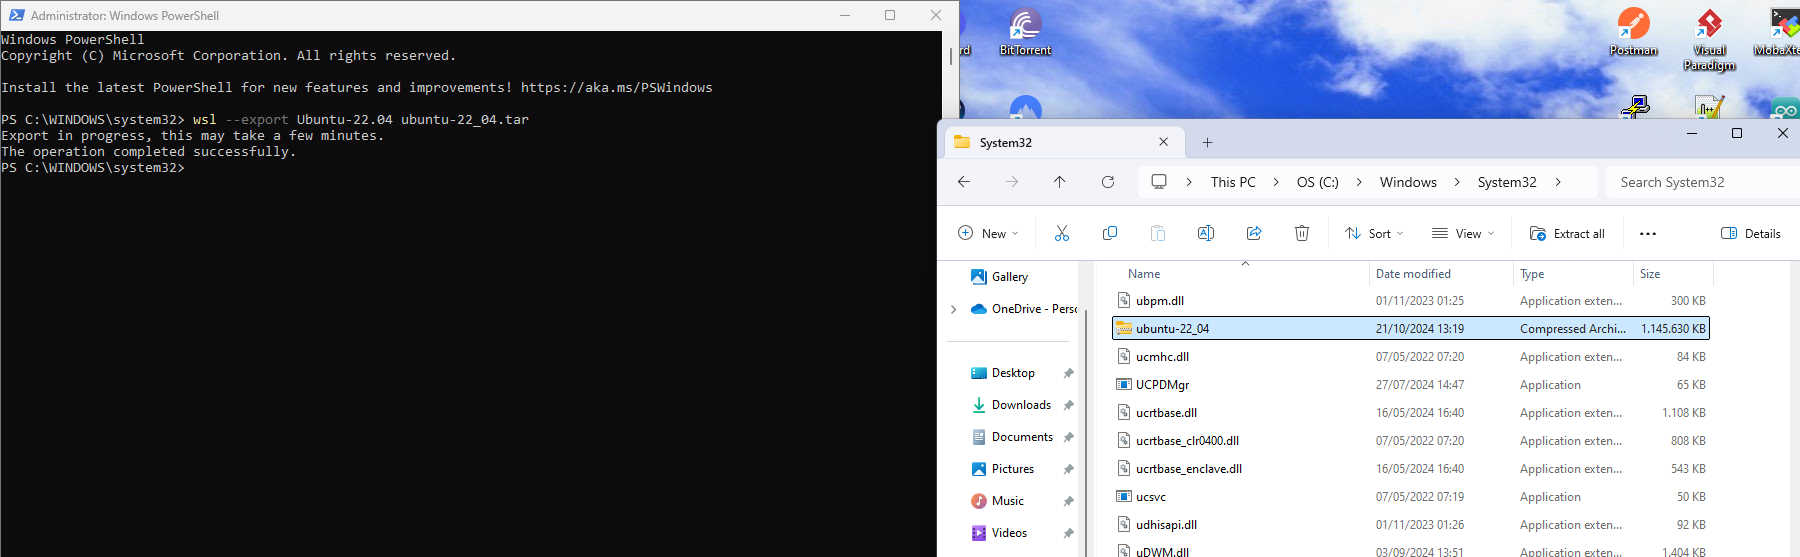 Administrator: Windows PowerShell
Windows PowerShell
Copyright (C) Microsoft Corporation. All rights reserved.
Install the latest PowerShell for new features and improvements! https://aka.ms/PSWindows
PS C:\WINDOWS\system32> wsl --export Ubuntu-22.04 ubuntu-22_04.tar
Export in progress, this may take a few minutes.
The operation completed successfully.
PS C:\WINDOWS\system32>
rd
BitTorrent
Postman
Visual
Paradigm
MobaXte
System32
This PC
OS (C:)
Windows
System32
Search System32
New
Sort
View
Extract all
Details
Gallery
OneDrive - Perso
Desktop
Downloads
Documents
Pictures
Music
Videos
Name Date modified Type Size
ubpm.dll 01/11/2023 01:25 Application exten... 300 KB
ubuntu-22_04 21/10/2024 13:19 Compressed Archi... 1.145.630 KB
ucmhc.dll 07/05/2022 07:20 Application exten... 84 KB
UCPDMgr 27/07/2024 14:47 Application 65 KB
ucrtbase.dll 16/05/2024 16:40 Application exten... 1.108 KB
ucrtbase_clr0400.dll 07/05/2022 07:20 Application exten... 808 KB
ucrtbase_enclave.dll 16/05/2024 16:40 Application exten... 543 KB
ucsvc 07/05/2022 07:19 Application 50 KB
udhisapi.dll 01/11/2023 01:26 Application exten... 92 KB
uDWM.dll 03/09/2024 13:51 Application exten... 1.404 KB